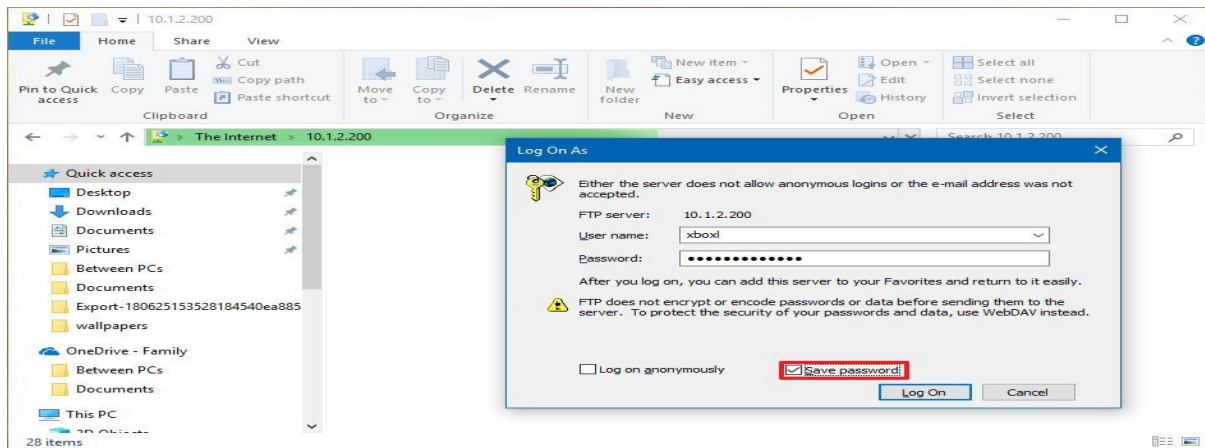 10.1.2.200
File Home Share View
Pin to Quick access
Copy
Paste
Cut
Copy path
Paste shortcut
Clipboard
Move to
Copy to
Delete
Rename
Organize
New folder
New item
Easy access
New
Properties
Open
Edit
History
Open
Select all
Select none
Invert selection
Select
The Internet > 10.1.2.200
Search 10.1.2.200
Quick access
Desktop
Downloads
Documents
Pictures
Between PCs
Documents
Export-180625153528184540ea885
wallpapers
OneDrive - Family
Between PCs
Documents
This PC
3D Objects
28 items
Log On As
Either the server does not allow anonymous logins or the e-mail address was not
accepted.
FTP server: 10.1.2.200
User name: xboxl
Password: •••••••••••••
After you log on, you can add this server to your Favorites and return to it easily.
FTP does not encrypt or encode passwords or data before sending them to the
server. To protect the security of your passwords and data, use WebDAV instead.
Log on anonymously
Save password
Log On
Cancel